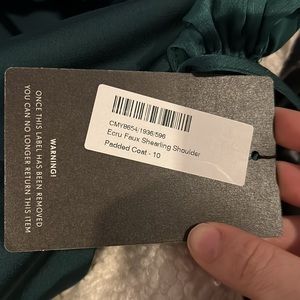 CMY8654/1936/596
Ecru Faux Shearling Shoulder
Padded Coat - 10
WARNING!
ONCE THIS LABEL HAS BEEN REMOVED
YOU CAN NO LONGER RETURN THIS ITEM